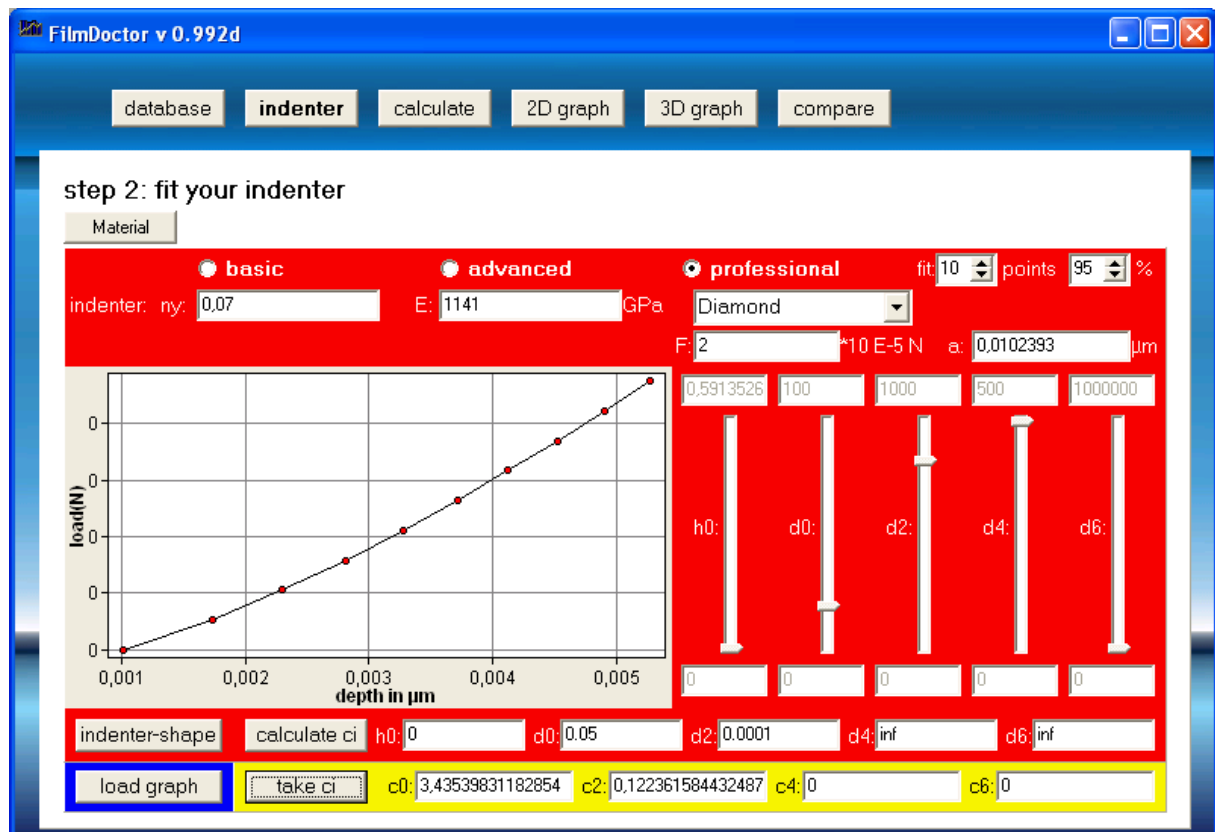 FilmDoctor v 0.992d
database indenter calculate 2D graph 3D graph compare
step 2: fit your indenter
Material
basic advanced professional fit: 10 points 95 %
indenter: ny: 0,07 E: 1141 GPa Diamond
F: 2 *10 E-5 N a: 0,0102393 µm
0,5913526 100 1000 500 1000000
0
0
load(N)
0
0
0
h0: d0: d2: d4: d6:
0,001 0,002 0,003 0,004 0,005
depth in µm
0 0 0 0 0
indenter-shape calculate ci h0: 0 d0: 0.05 d2: 0.0001 d4: inf d6: inf
load graph take ci c0: 3,43539831182854 c2: 0,122361584432487 c4: 0 c6: 0